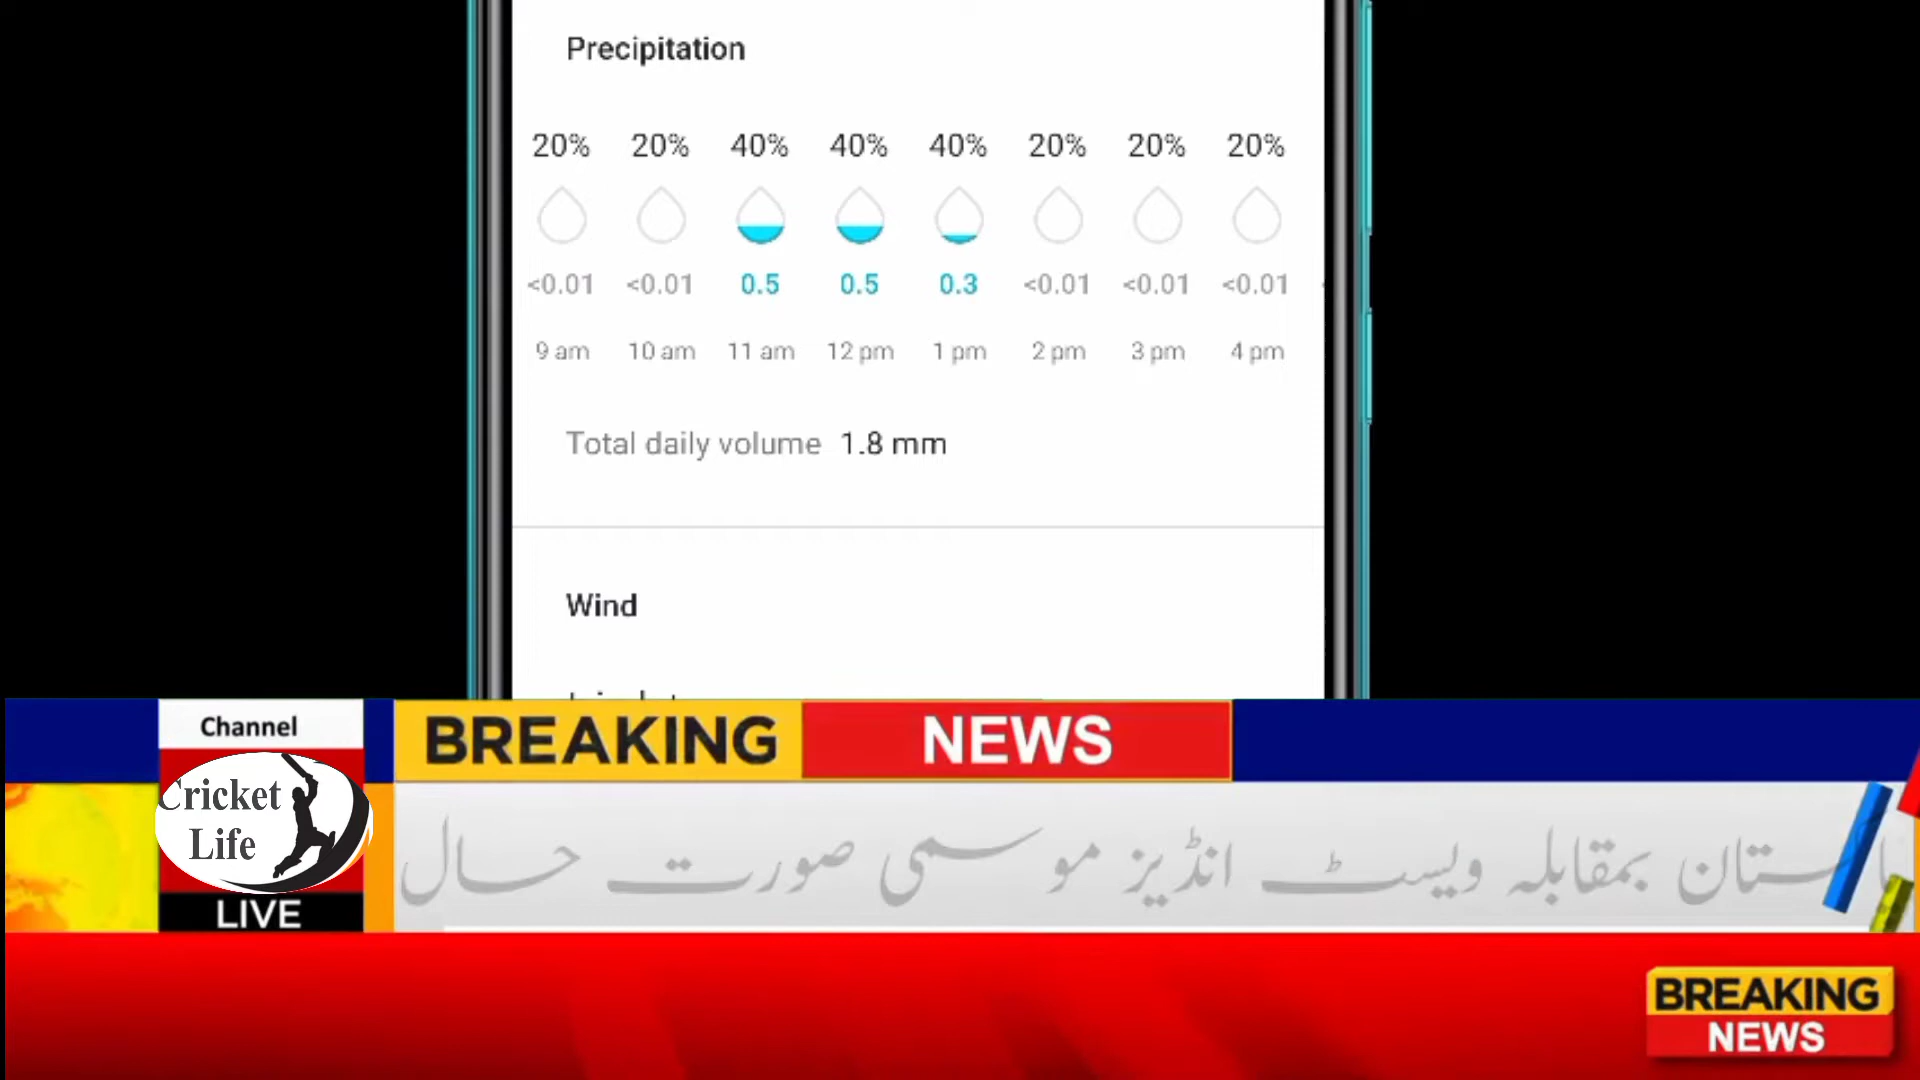 Precipitation
20% 20% 40% 40% 40% 20% 20% 20%
<0.01 <0.01 0.5 0.5 0.3 <0.01 <0.01 <0.01
9 am 10 am 11 am 12 pm 1 pm 2 pm 3 pm 4 pm
Total daily volume 1.8 mm
Wind
Channel
BREAKING NEWS
Cricket
Life
بمقابلہ ویسٹ انڈیز موسمی صورت حال
LIVE
BREAKING
NEWS